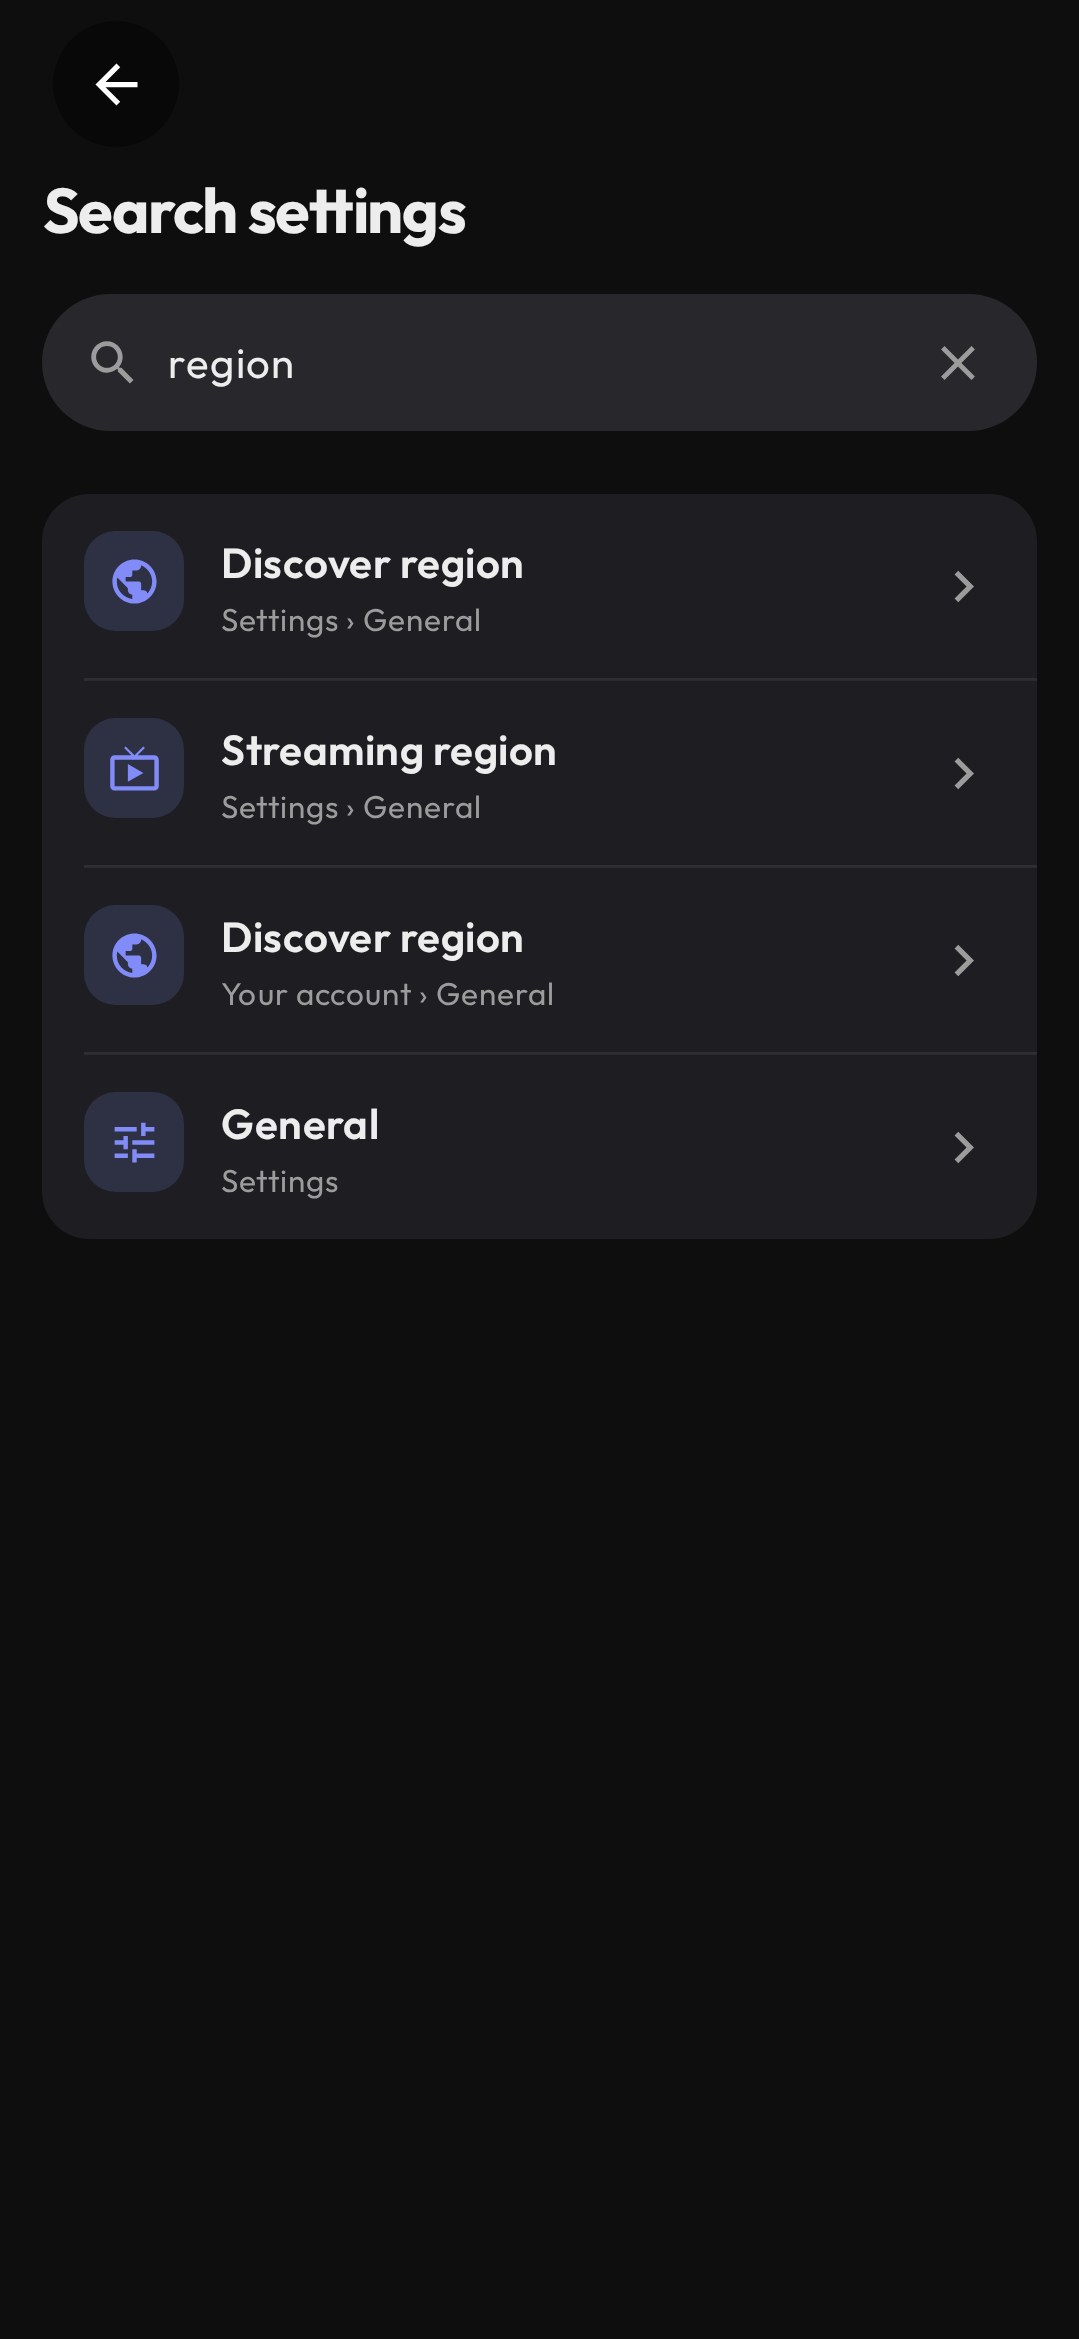 Search settings
region
Discover region
Settings › General
Streaming region
Settings › General
Discover region
Your account › General
General
Settings